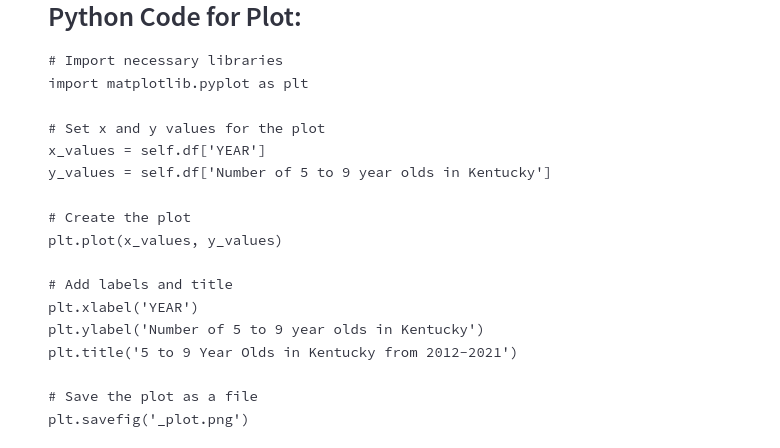 Python Code for Plot:
# Import necessary libraries
import matplotlib.pyplot as plt
# Set x and y values for the plot
x_values = self.df['YEAR']
y_values = self.df['Number of 5 to 9 year olds in Kentucky']
# Create the plot
plt.plot(x_values, y_values)
# Add labels and title
plt.xlabel('YEAR')
plt.ylabel('Number of 5 to 9 year olds in Kentucky')
plt.title('5 to 9 Year Olds in Kentucky from 2012-2021')
# Save the plot as a file
plt.savefig('_plot.png')